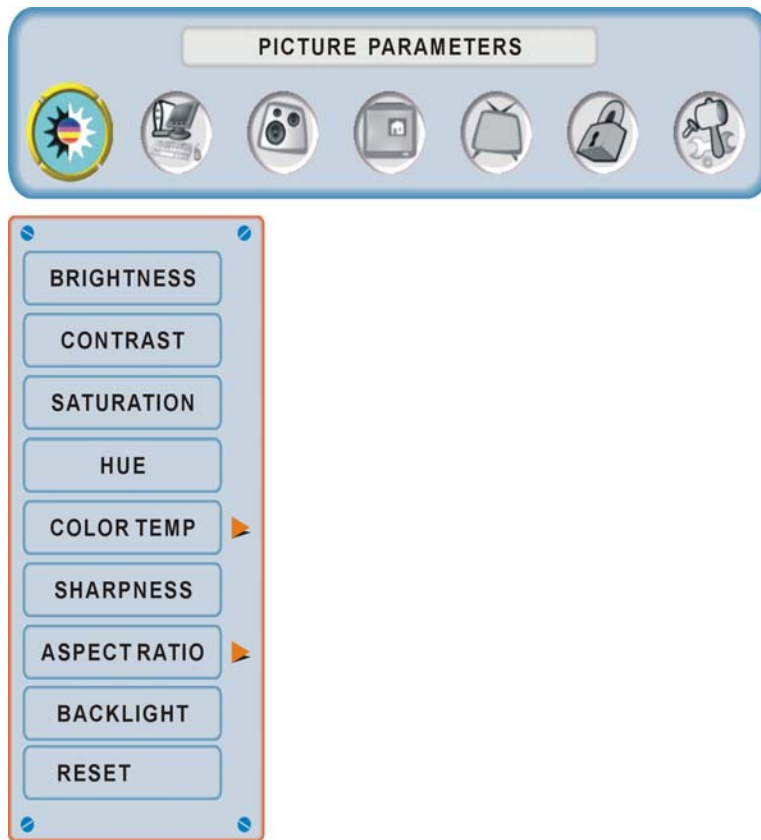 PICTURE PARAMETERS
BRIGHTNESS
CONTRAST
SATURATION
HUE
COLOR TEMP
SHARPNESS
ASPECT RATIO
BACKLIGHT
RESET